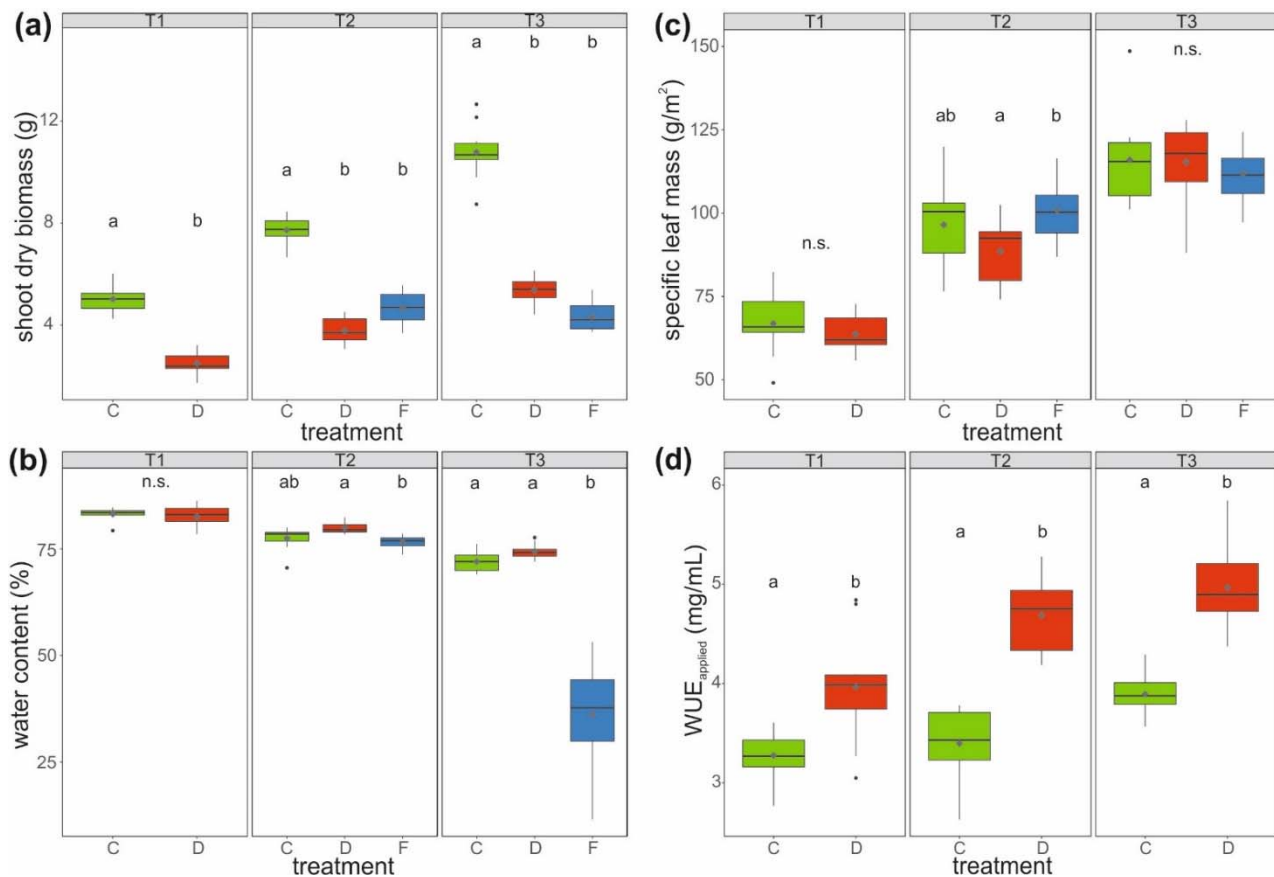 (a)
T1 T2 T3
shoot dry biomass (g)
12
8
4
a b
a b b
a b b
C D C D F C D F
treatment
(c)
T1 T2 T3
specific leaf mass (g/m²)
150
125
100
75
50
n.s.
ab a b
n.s.
C D C D F C D F
treatment
(b)
T1 T2 T3
water content (%)
75
50
25
n.s.
ab a b
a a b
C D C D F C D F
treatment
(d)
T1 T2 T3
WUEapplied (mg/mL)
6
5
4
3
a b
a b
a b
C D C D C D
treatment